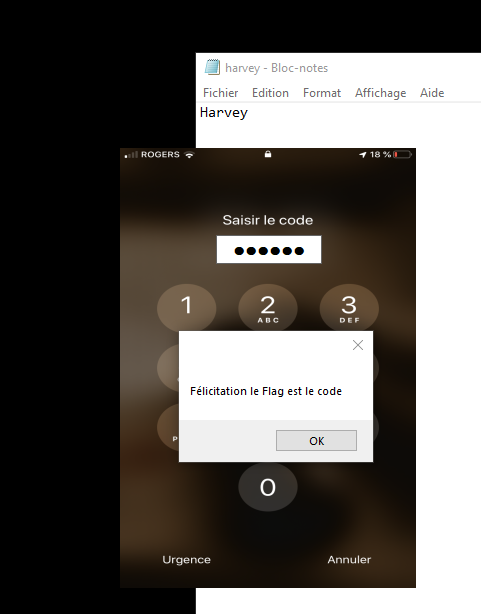 harvey - Bloc-notes
Fichier Edition Format Affichage Aide
Harvey
ROGERS 18 %
Saisir le code
●●●●●●
1 2 3
ABC DEF
Félicitation le Flag est le code
OK
P
0
Urgence Annuler